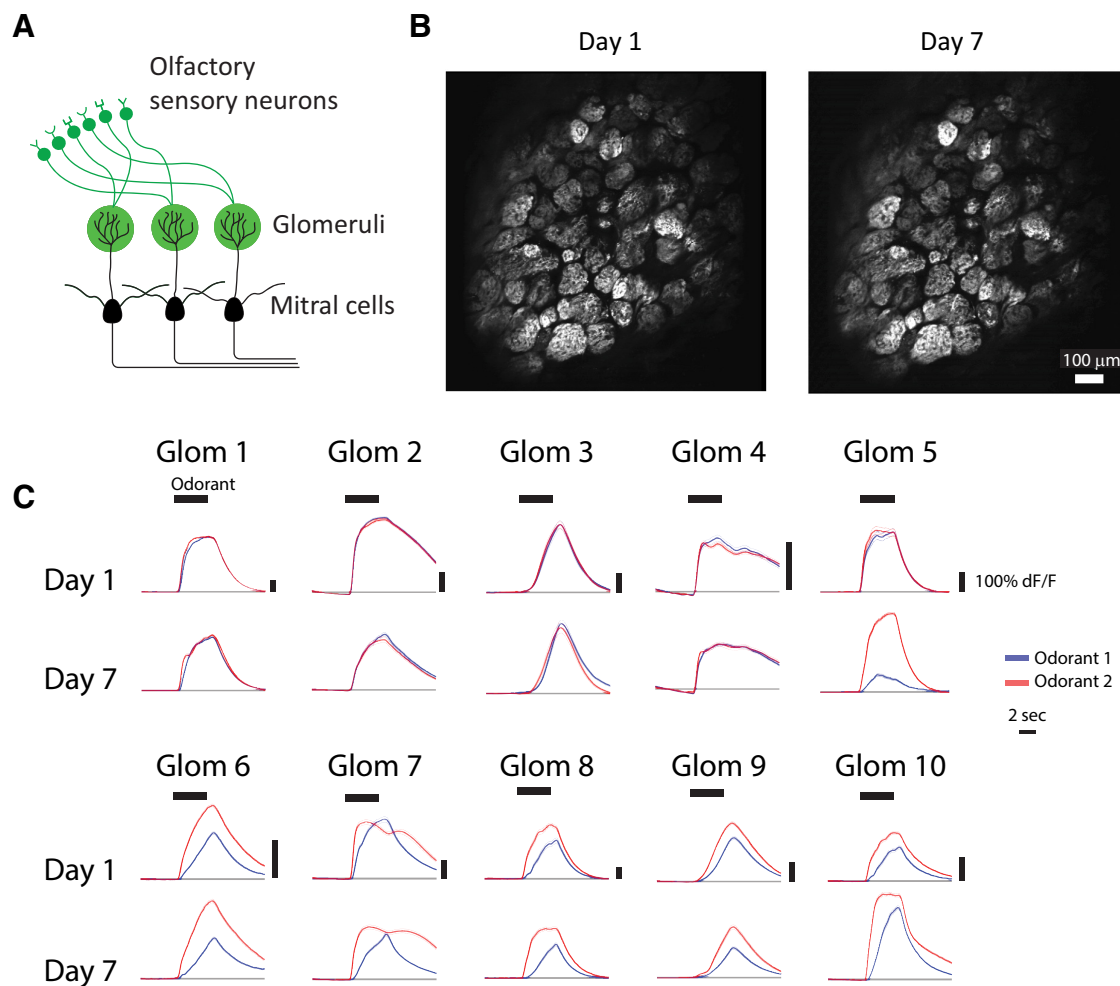 A
Olfactory
sensory neurons
Glomeruli
Mitral cells
B
Day 1
Day 7
100 µm
C
Glom 1
Glom 2
Glom 3
Glom 4
Glom 5
Odorant
Day 1
100% dF/F
Day 7
Odorant 1
Odorant 2
2 sec
Glom 6
Glom 7
Glom 8
Glom 9
Glom 10
Day 1
Day 7